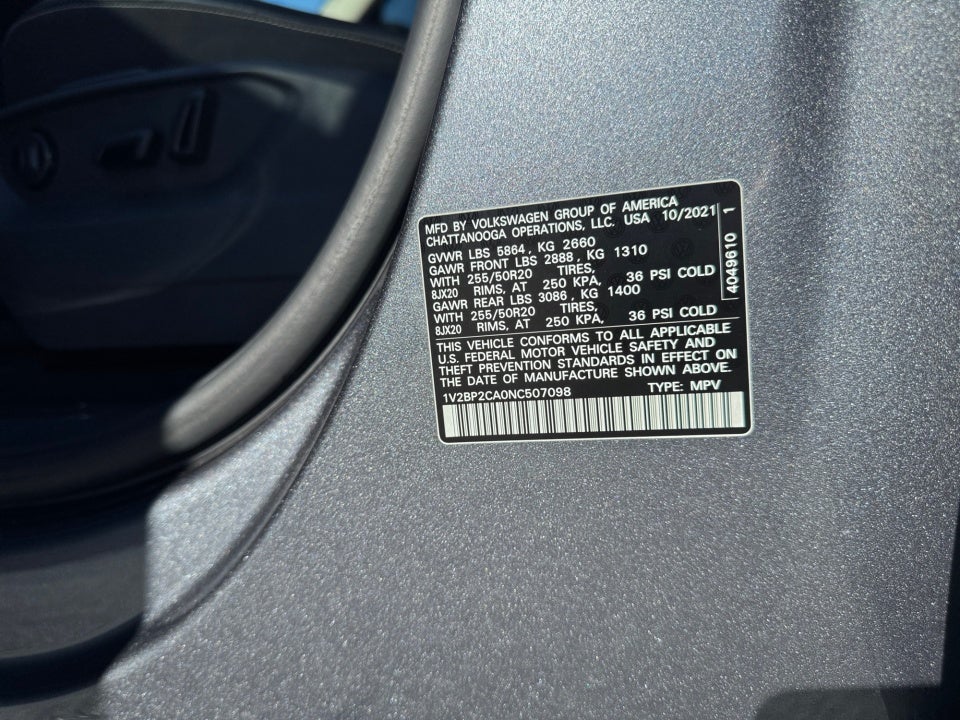 MFD BY VOLKSWAGEN GROUP OF AMERICA
CHATTANOOGA OPERATIONS, LLC. USA 10/2021
GVWR LBS 5864, KG 2660
GAWR FRONT LBS 2888, KG 1310
WITH 255/50R20 TIRES,
8JX20 RIMS, AT 250 KPA, 36 PSI COLD
GAWR REAR LBS 3086, KG 1400
WITH 255/50R20 TIRES,
8JX20 RIMS, AT 250 KPA, 36 PSI COLD
THIS VEHICLE CONFORMS TO ALL APPLICABLE
U.S. FEDERAL MOTOR VEHICLE SAFETY AND
THEFT PREVENTION STANDARDS IN EFFECT ON
THE DATE OF MANUFACTURE SHOWN ABOVE.
1V2BP2CA0NC507098 TYPE: MPV
4049610 1